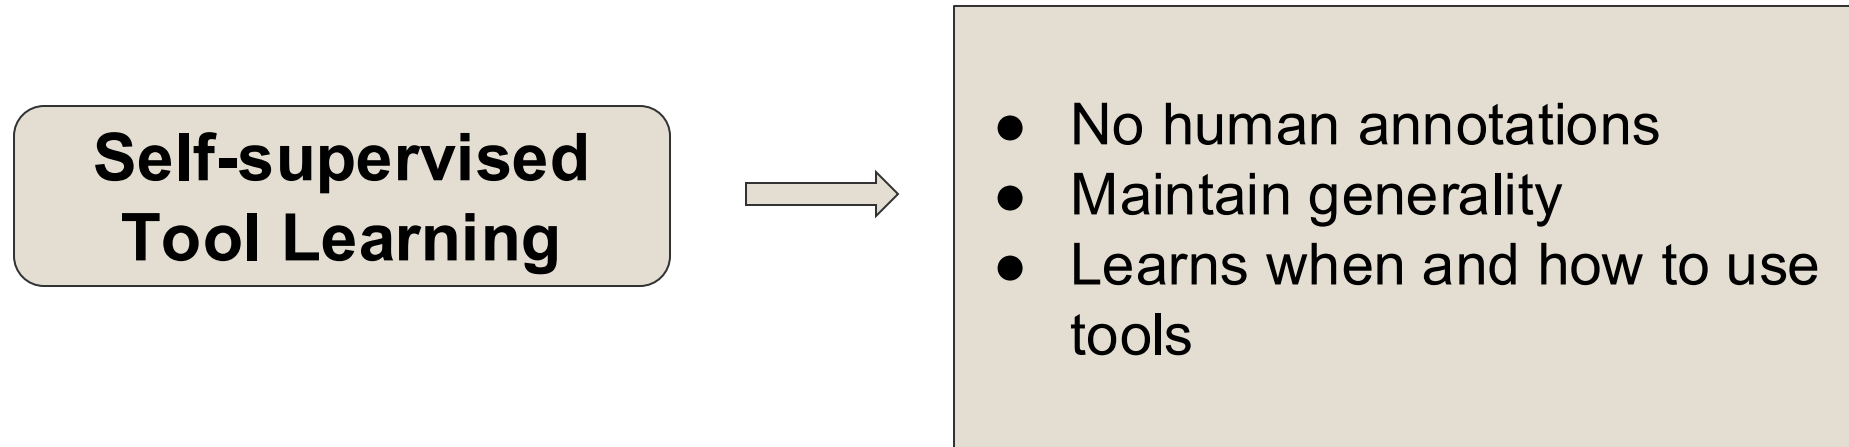 Self-supervised
Tool Learning
● No human annotations
● Maintain generality
● Learns when and how to use
tools